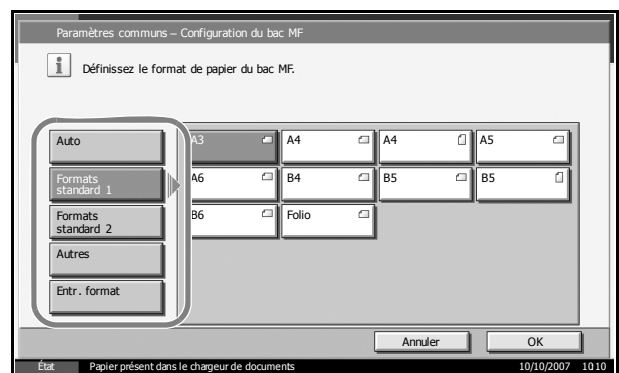 Paramètres communs – Configuration du bac MF
i Définissez le format de papier du bac MF.
Auto
Formats
standard 1
Formats
standard 2
Autres
Entr. format
A3 A4 A4 A5
A6 B4 B5 B5
B6 Folio
Annuler OK
État Papier présent dans le chargeur de documents 10/10/2007 10:10